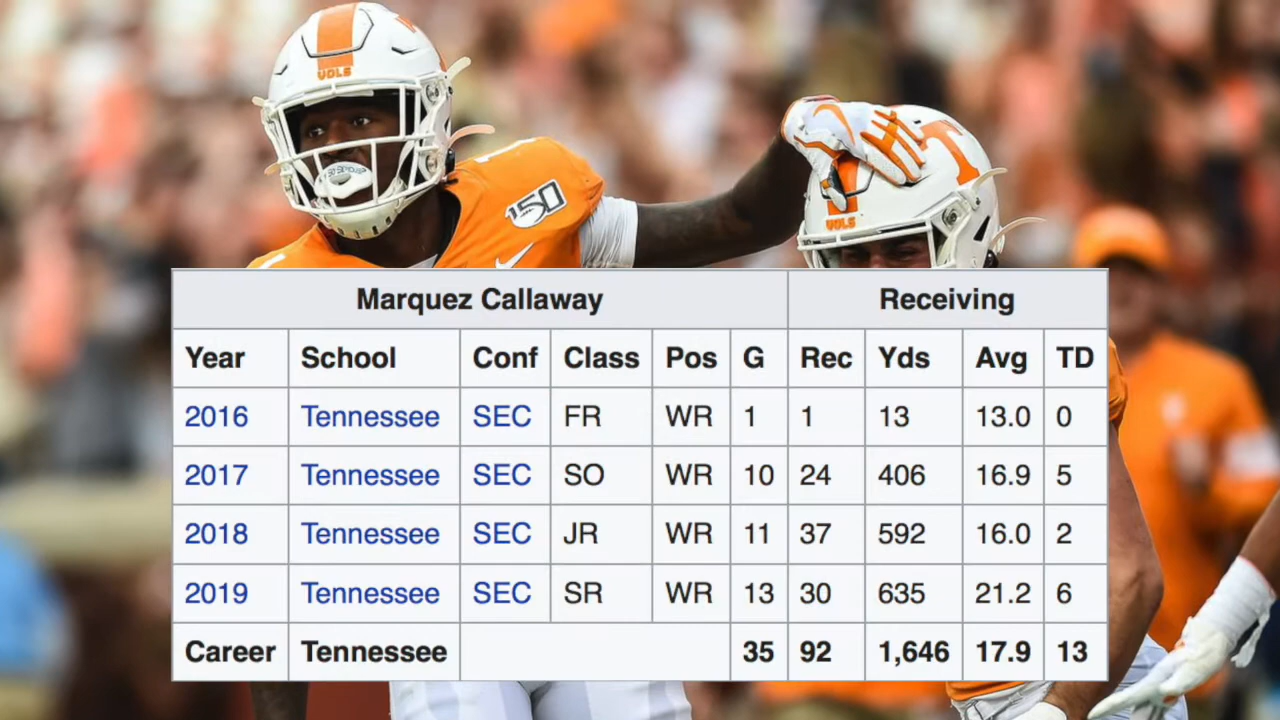 VOLS
150
T
VOLS
Marquez Callaway Receiving
Year School Conf Class Pos G Rec Yds Avg TD
2016 Tennessee SEC FR WR 1 1 13 13.0 0
2017 Tennessee SEC SO WR 10 24 406 16.9 5
2018 Tennessee SEC JR WR 11 37 592 16.0 2
2019 Tennessee SEC SR WR 13 30 635 21.2 6
Career Tennessee 35 92 1,646 17.9 13